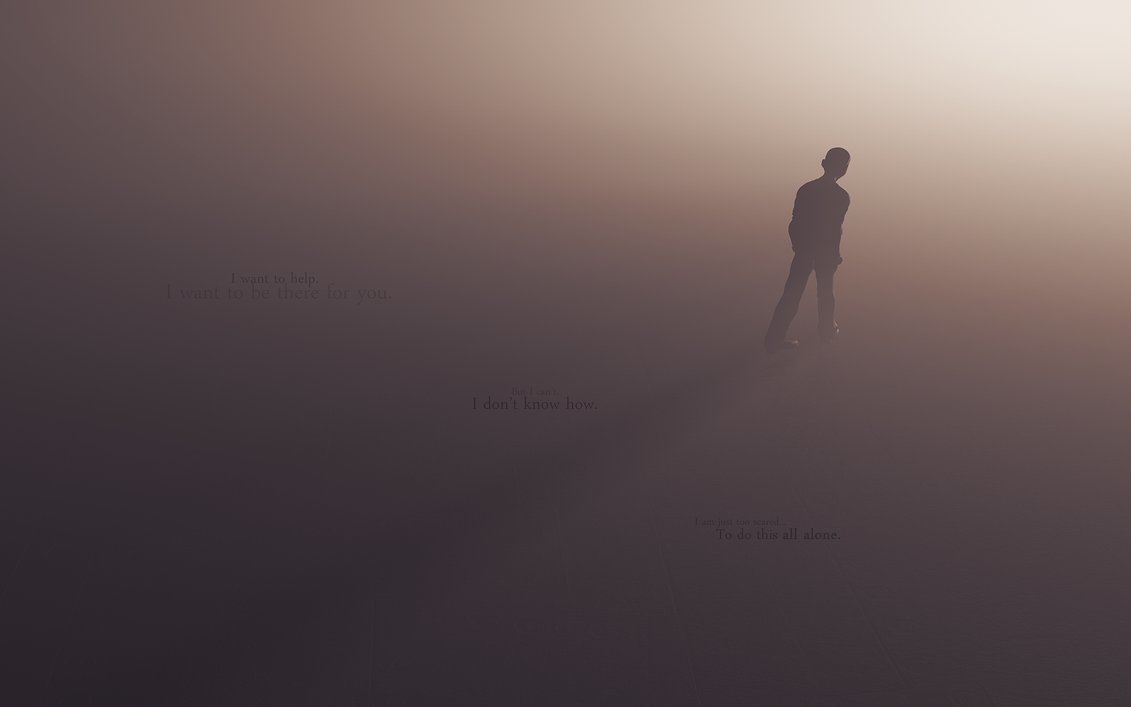 I want to help.
I want to be there for you.
But I can't.
I don't know how.
I am just too scared...
To do this all alone.